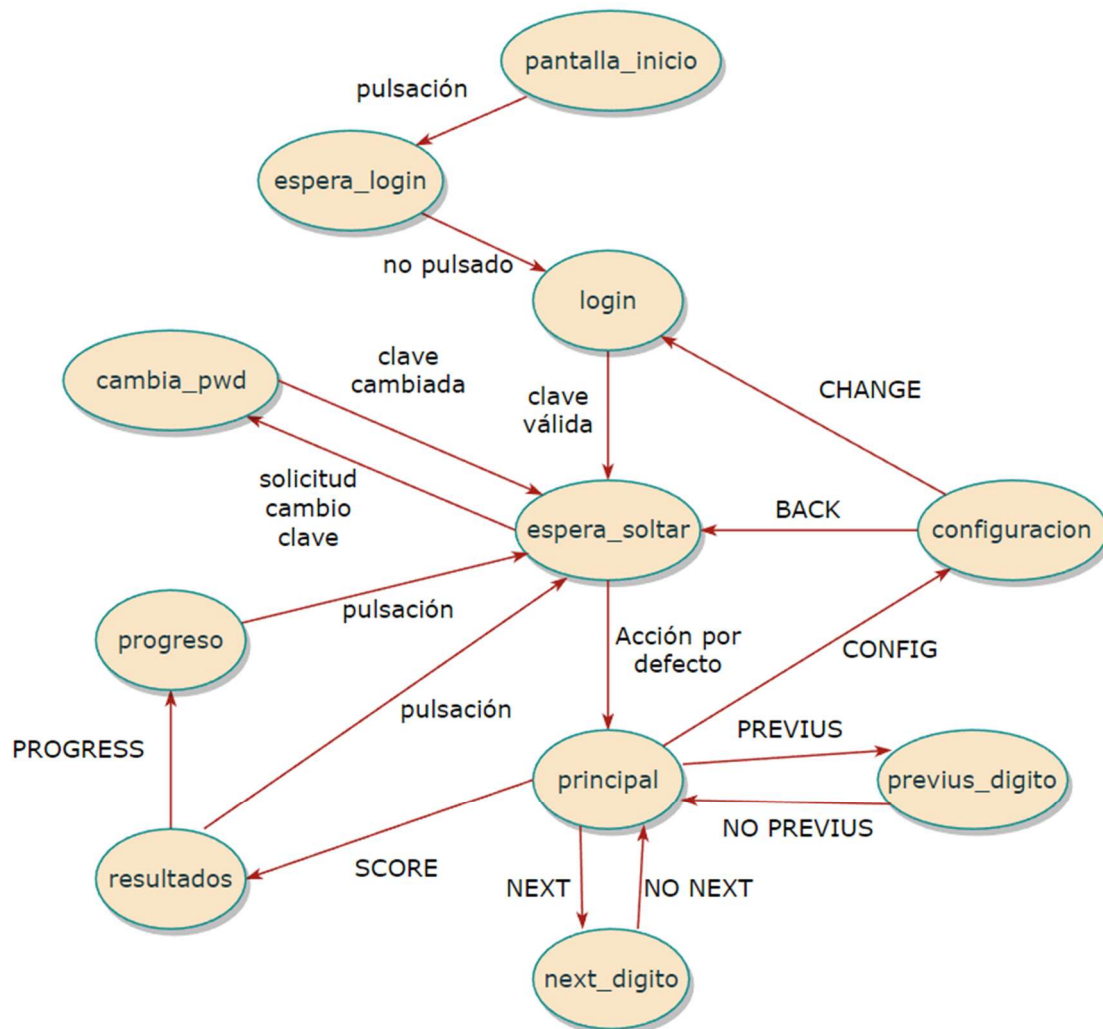 pantalla_inicio
pulsación
espera_login
no pulsado
login
cambia_pwd
clave
cambiada
clave
válida
CHANGE
solicitud
cambio
clave
espera_soltar
BACK
configuracion
progreso
pulsación
Acción por
defecto
CONFIG
pulsación
PROGRESS
PREVIUS
principal
previus_digito
NO PREVIUS
resultados
SCORE
NEXT
NO NEXT
next_digito